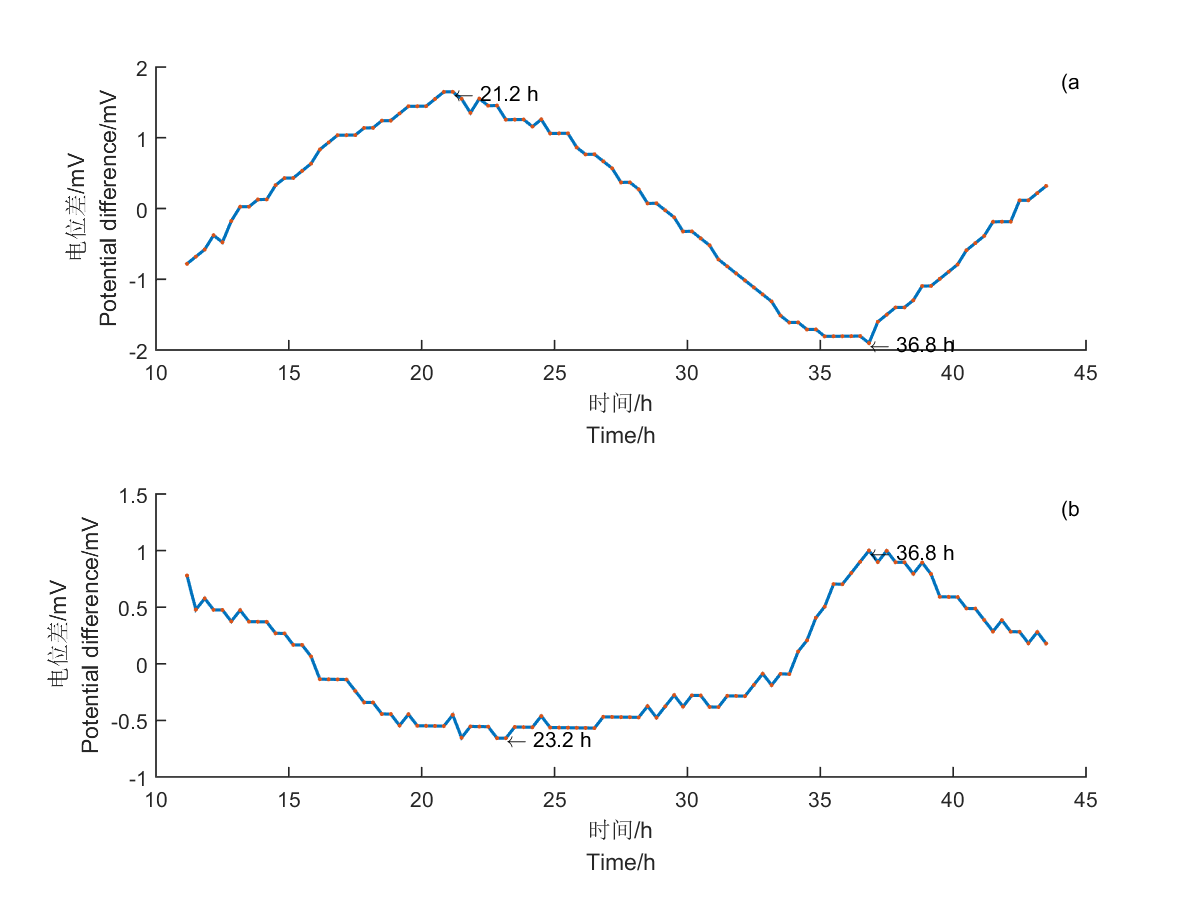 (a
电位差/mV
Potential difference/mV
2
1
0
-1
-2
← 21.2 h
← 36.8 h
10 15 20 25 30 35 40 45
时间/h
Time/h
(b
电位差/mV
Potential difference/mV
1.5
1
0.5
0
-0.5
-1
← 36.8 h
← 23.2 h
10 15 20 25 30 35 40 45
时间/h
Time/h